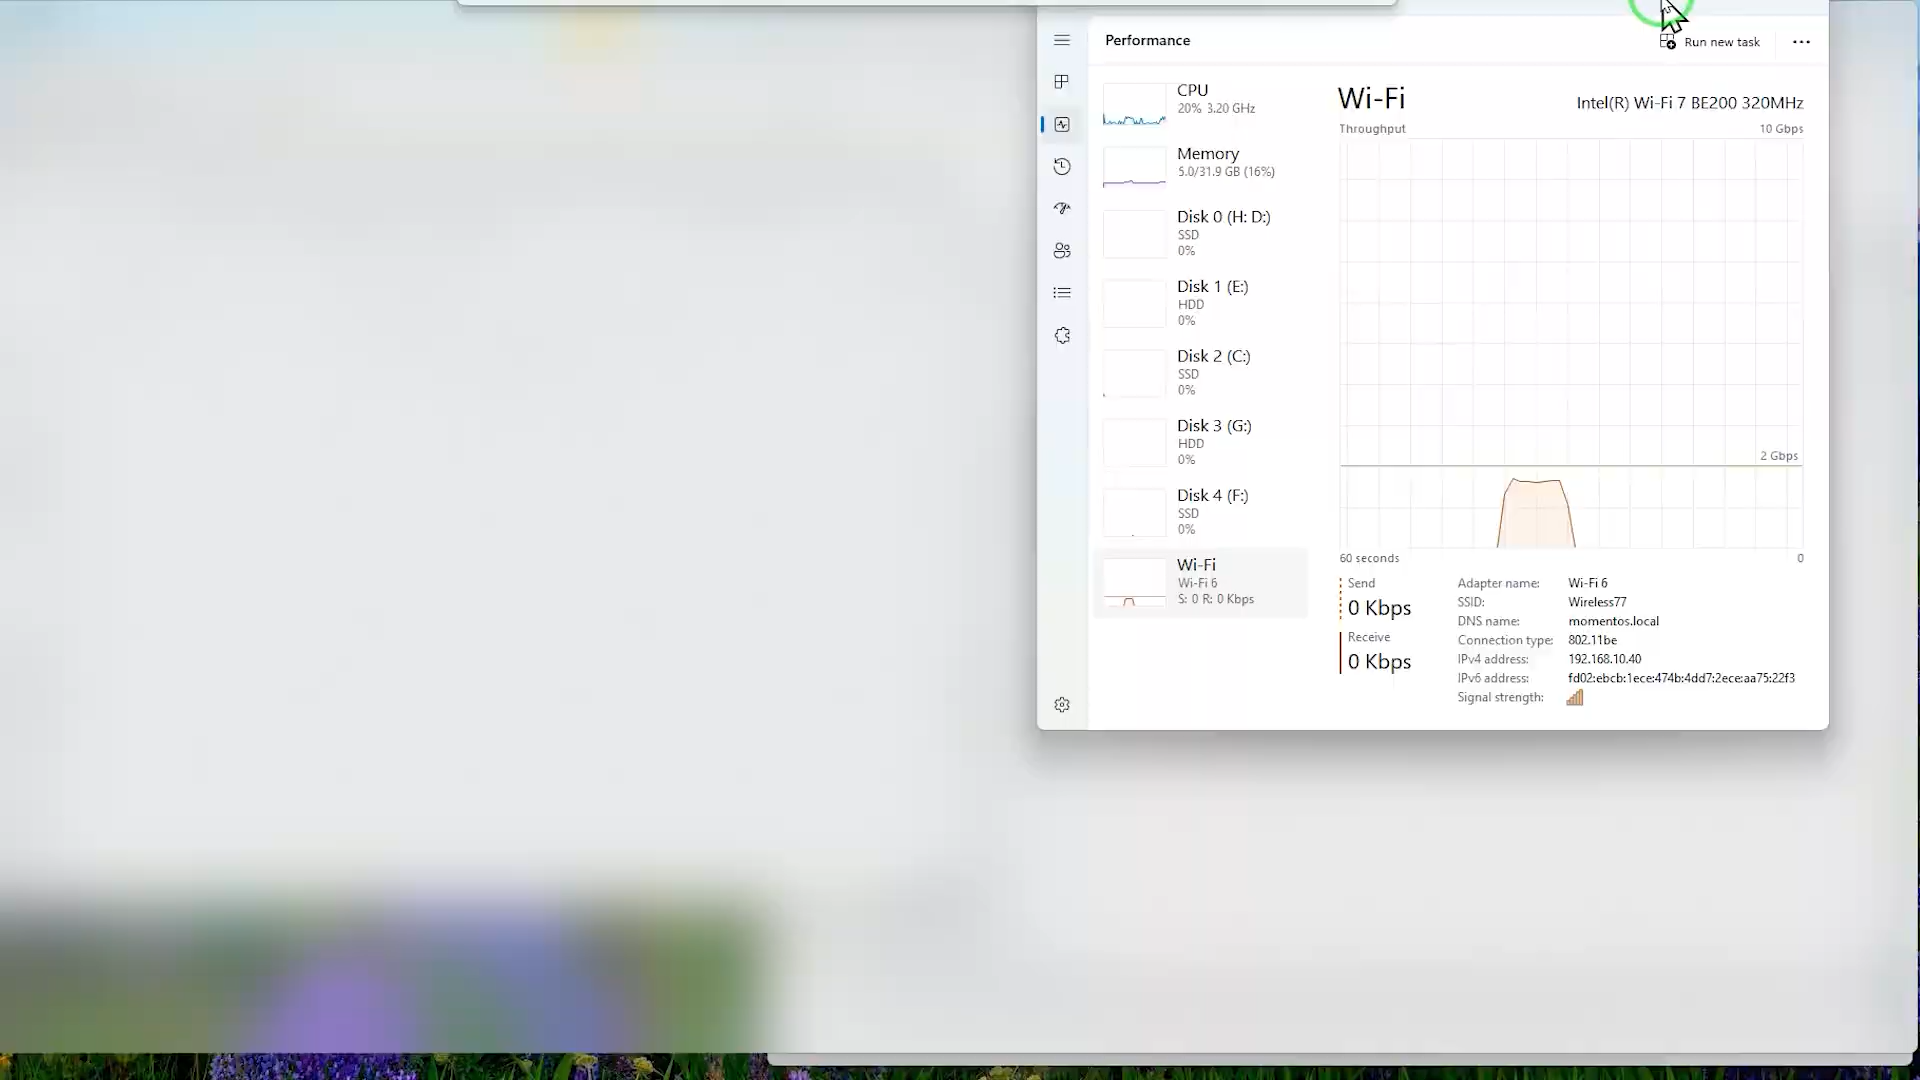 Performance
Run new task
CPU
20% 3.20 GHz
Memory
5.0/31.9 GB (16%)
Disk 0 (H: D:)
SSD
0%
Disk 1 (E:)
HDD
0%
Disk 2 (C:)
SSD
0%
Disk 3 (G:)
HDD
0%
Disk 4 (F:)
SSD
0%
Wi-Fi
Wi-Fi 6
S: 0 R: 0 Kbps
Wi-Fi
Intel(R) Wi-Fi 7 BE200 320MHz
Throughput
10 Gbps
2 Gbps
60 seconds
0
Send
0 Kbps
Receive
0 Kbps
Adapter name: Wi-Fi 6
SSID: Wireless77
DNS name: momentos.local
Connection type: 802.11be
IPv4 address: 192.168.10.40
IPv6 address: fd02:ebcb:1ece:474b:4dd7:2ece:aa75:22f3
Signal strength: